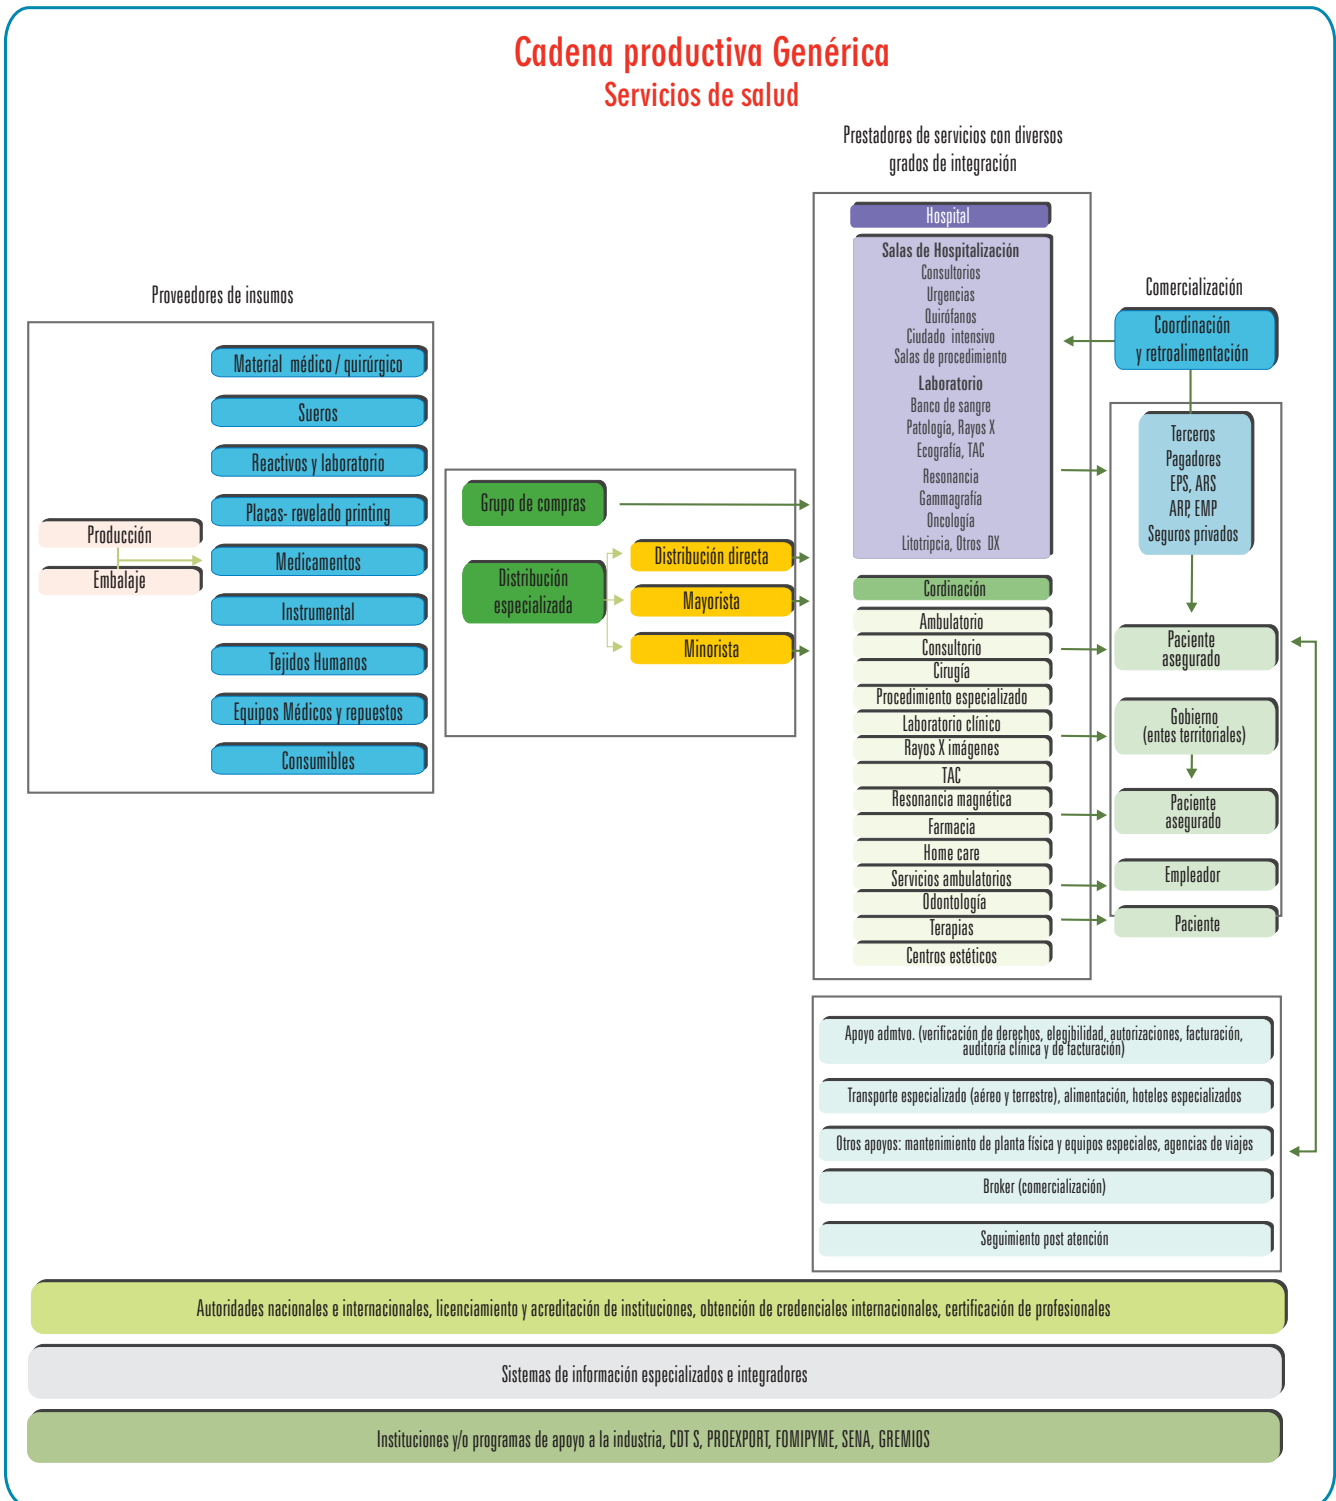 Cadena productiva Genérica
Servicios de salud
Proveedores de insumos
Producción
Embalaje
Material médico / quirúrgico
Sueros
Reactivos y laboratorio
Placas- revelado printing
Medicamentos
Instrumental
Tejidos Humanos
Equipos Médicos y repuestos
Consumibles
Grupo de compras
Distribución
especializada
Distribución directa
Mayorista
Minorista
Prestadores de servicios con diversos
grados de integración
Hospital
Salas de Hospitalización
Consultorios
Urgencias
Quirófanos
Ciudado intensivo
Salas de procedimiento
Laboratorio
Banco de sangre
Patología, Rayos X
Ecografía, TAC
Resonancia
Gammagrafía
Oncología
Litotripcia, Otros DX
Cordinación
Ambulatorio
Consultorio
Cirugía
Procedimiento especializado
Laboratorio clínico
Rayos X imágenes
TAC
Resonancia magnética
Farmacia
Home care
Servicios ambulatorios
Odontología
Terapias
Centros estéticos
Comercialización
Coordinación
y retroalimentación
Terceros
Pagadores
EPS, ARS
ARP, EMP
Seguros privados
Paciente
asegurado
Gobierno
(entes territoriales)
Paciente
asegurado
Empleador
Paciente
Apoyo admtvo. (verificación de derechos, elegibilidad, autorizaciones, facturación,
auditoría clínica y de facturación)
Transporte especializado (aéreo y terrestre), alimentación, hoteles especializados
Otros apoyos: mantenimiento de planta física y equipos especiales, agencias de viajes
Broker (comercialización)
Seguimiento post atención
Autoridades nacionales e internacionales, licenciamiento y acreditación de instituciones, obtención de credenciales internacionales, certificación de profesionales
Sistemas de información especializados e integradores
Instituciones y/o programas de apoyo a la industria, CDT S, PROEXPORT, FOMIPYME, SENA, GREMIOS